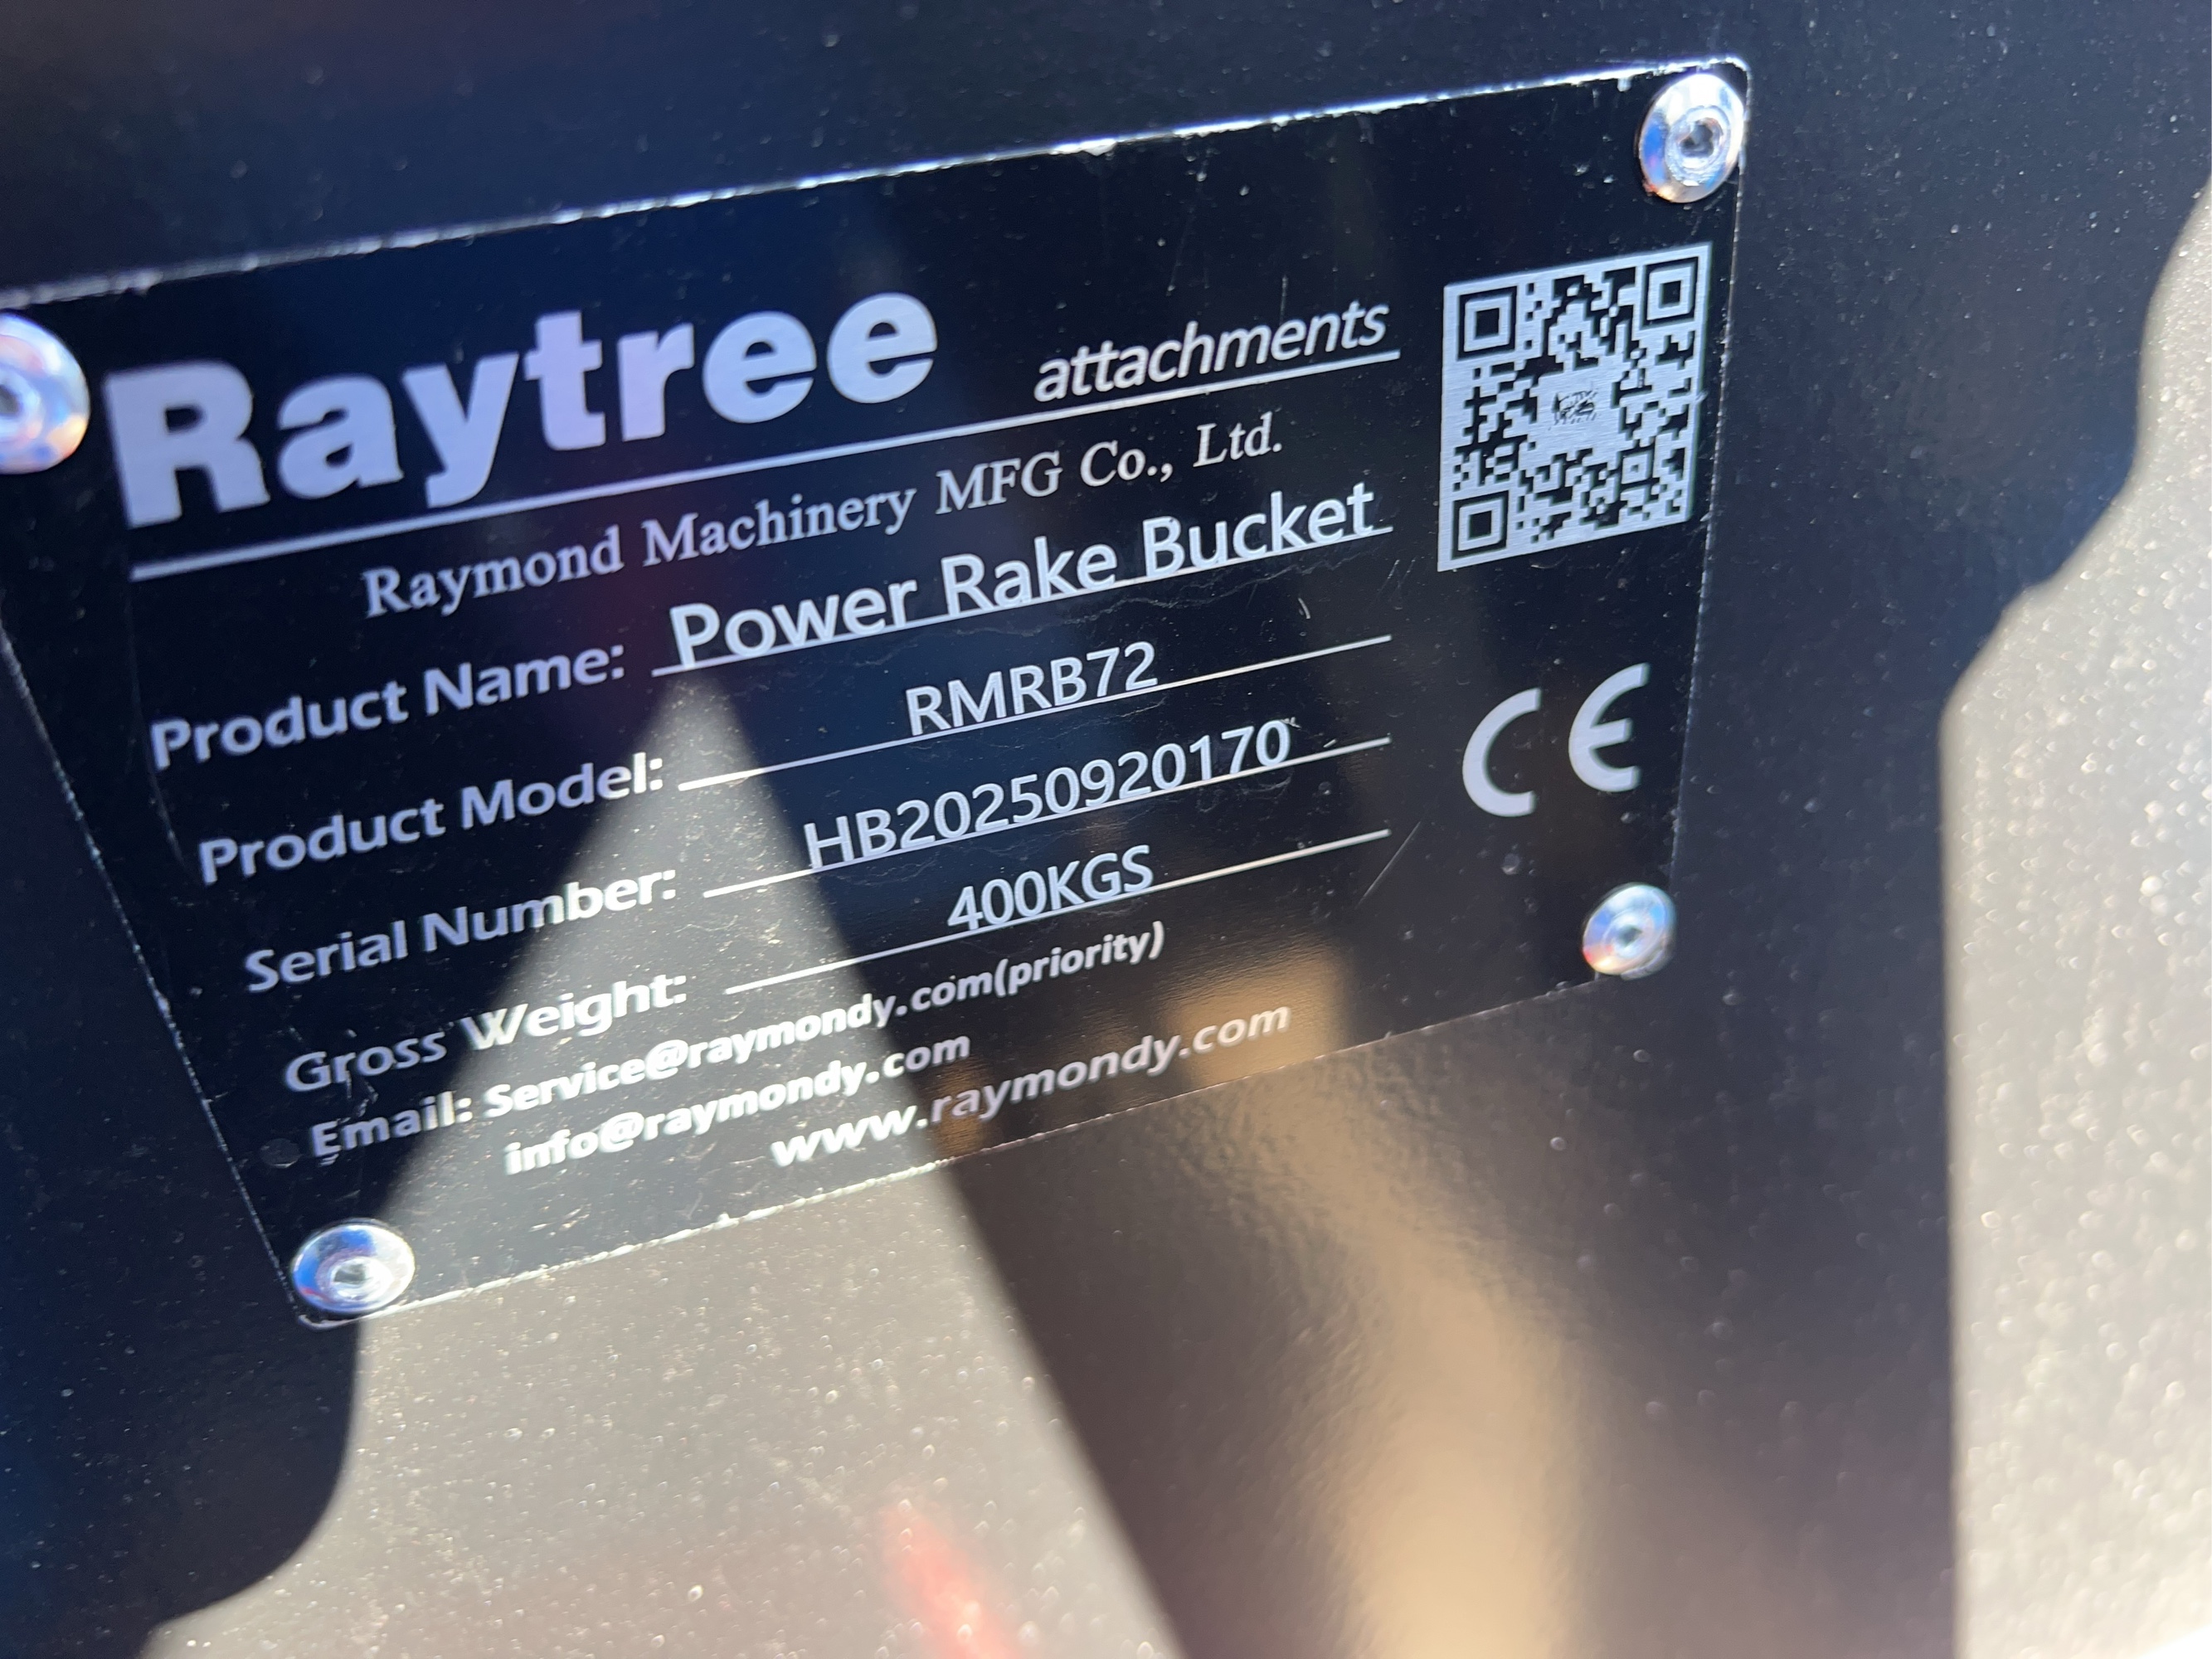 Raytree attachments
Raymond Machinery MFG Co., Ltd.
Product Name: Power Rake Bucket
Product Model: RMRB72
Serial Number: HB20250920170
Gross Weight: 400KGS
Email: Service@raymondy.com(priority)
info@raymondy.com
www.raymondy.com
CE